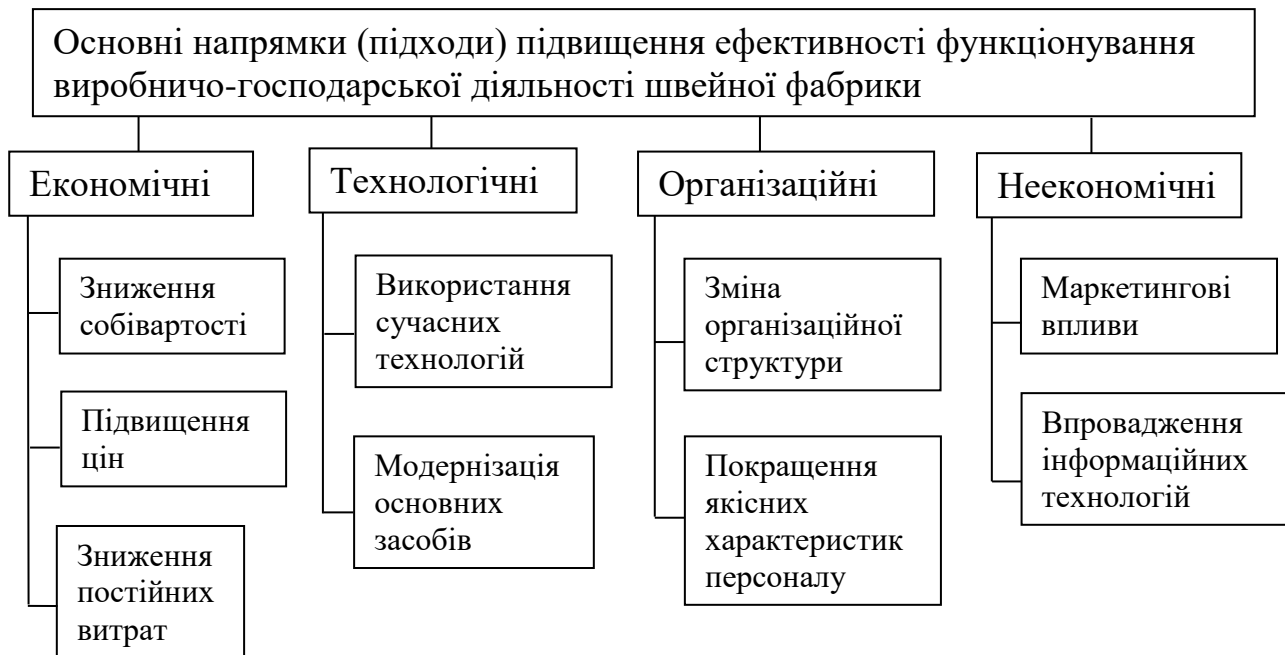 Основні напрямки (підходи) підвищення ефективності функціонування
виробничо-господарської діяльності швейної фабрики
Економічні
Технологічні
Організаційні
Неекономічні
Зниження
собівартості
Підвищення
цін
Зниження
постійних
витрат
Використання
сучасних
технологій
Модернізація
основних
засобів
Зміна
організаційної
структури
Покращення
якісних
характеристик
персоналу
Маркетингові
впливи
Впровадження
інформаційних
технологій